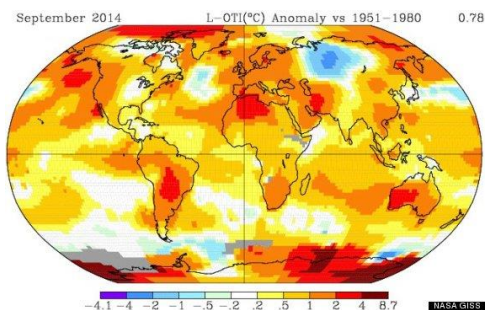 September 2014 L-OTI(°C) Anomaly vs 1951-1980 0.78
-4.1 -4 -2 -1 -.5 -.2 .2 .5 1 2 4 8.7
NASA GISS